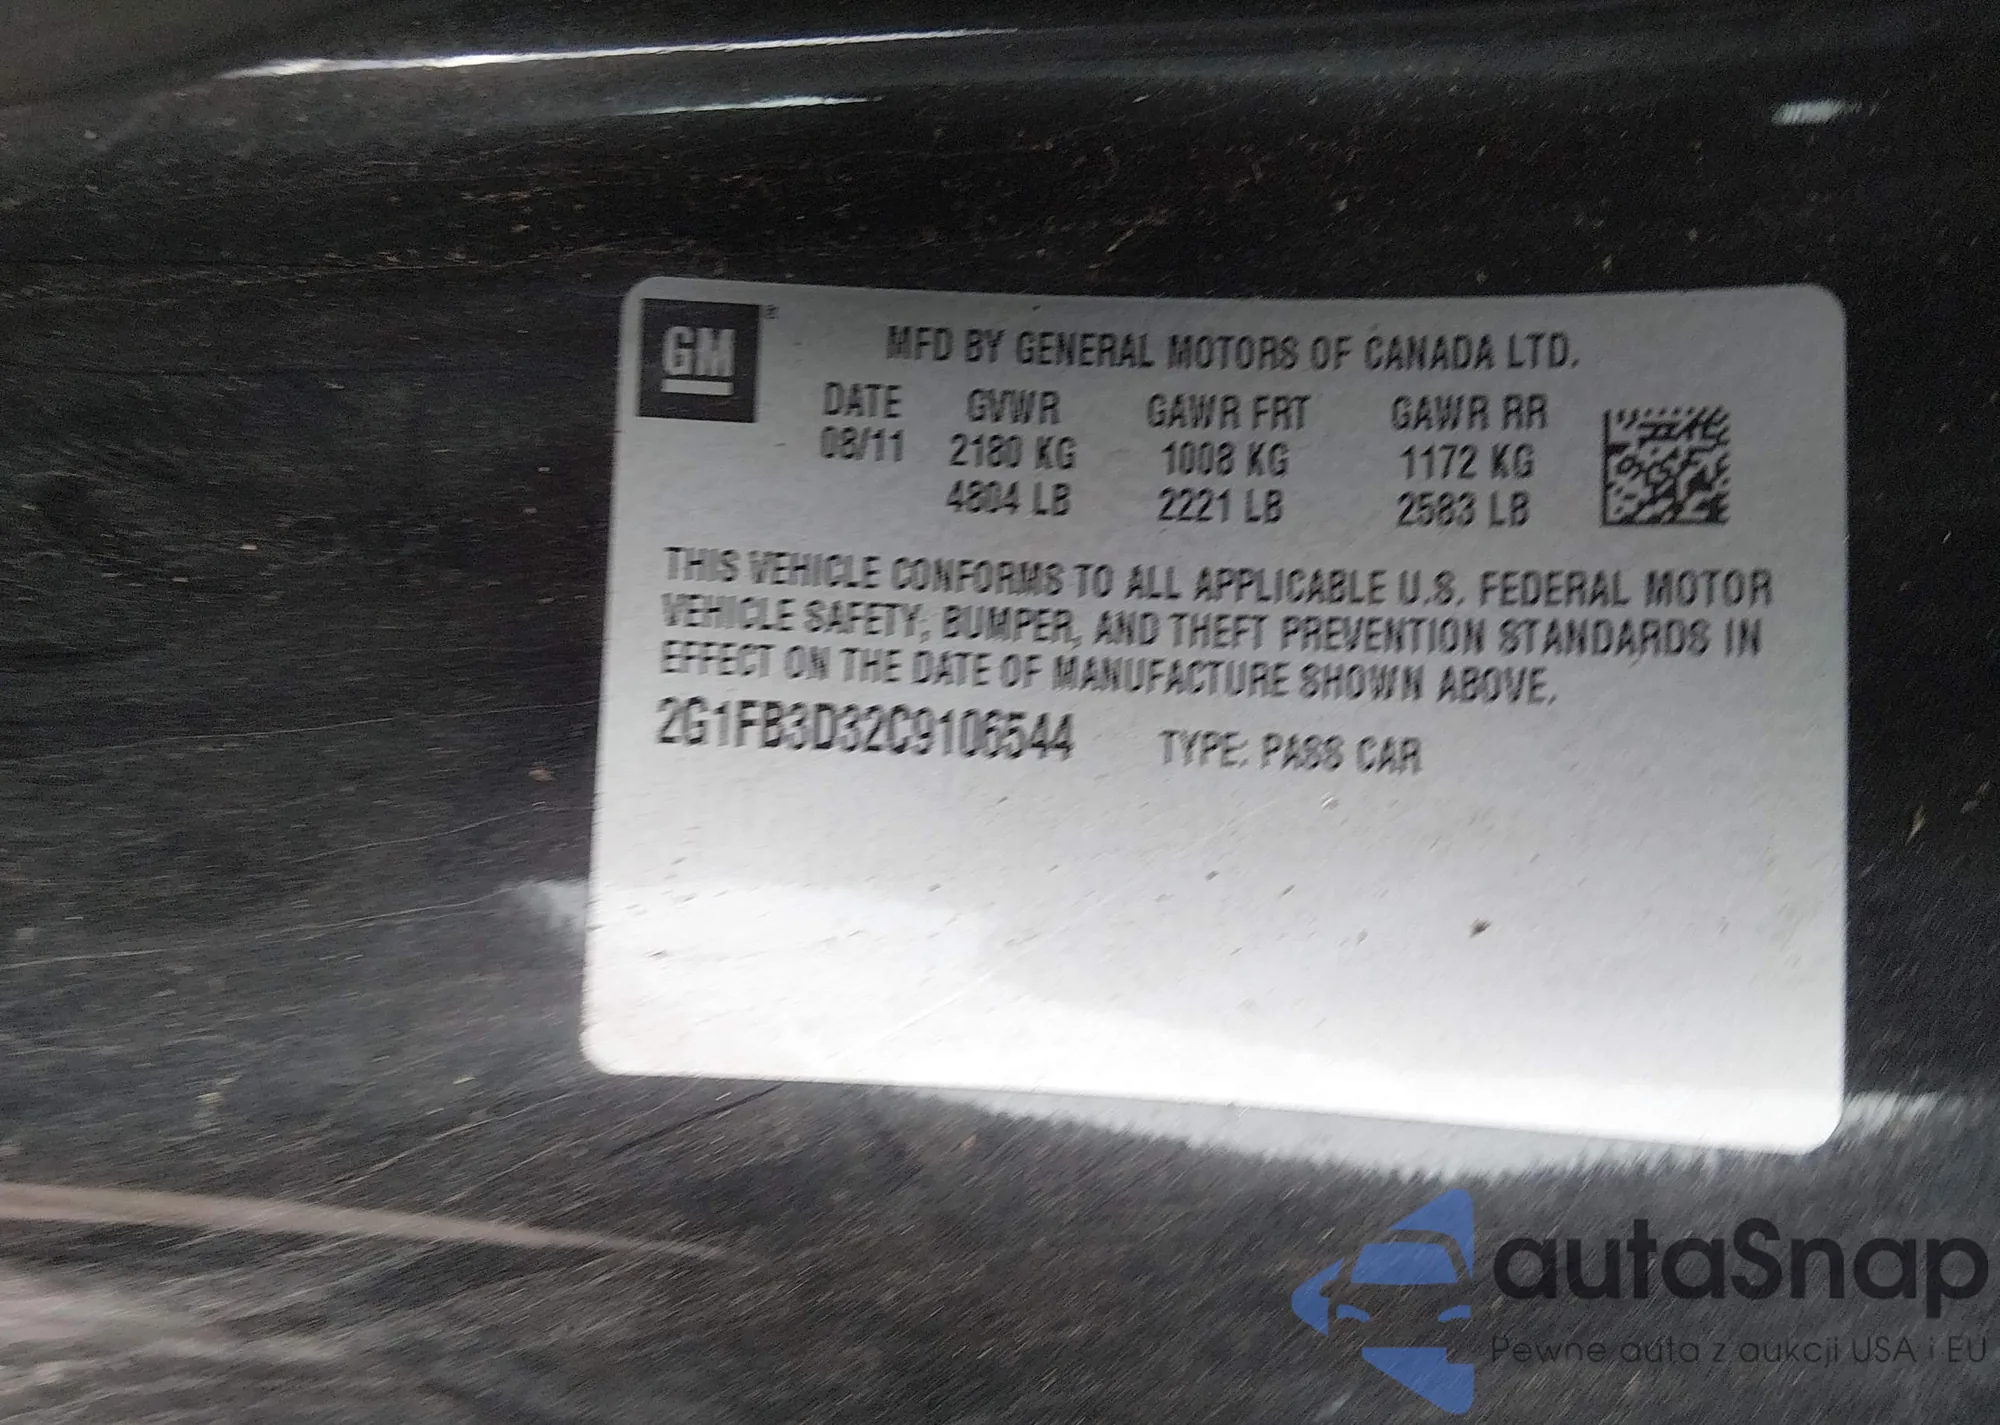 GM ®
MFD BY GENERAL MOTORS OF CANADA LTD.
DATE GVWR GAWR FRT GAWR RR
08/11 2180 KG 1008 KG 1172 KG
4804 LB 2221 LB 2583 LB
THIS VEHICLE CONFORMS TO ALL APPLICABLE U.S. FEDERAL MOTOR
VEHICLE SAFETY, BUMPER, AND THEFT PREVENTION STANDARDS IN
EFFECT ON THE DATE OF MANUFACTURE SHOWN ABOVE.
2G1FB3D32C9106544 TYPE: PASS CAR
autaSnap
Pewne auta z aukcji USA i EU